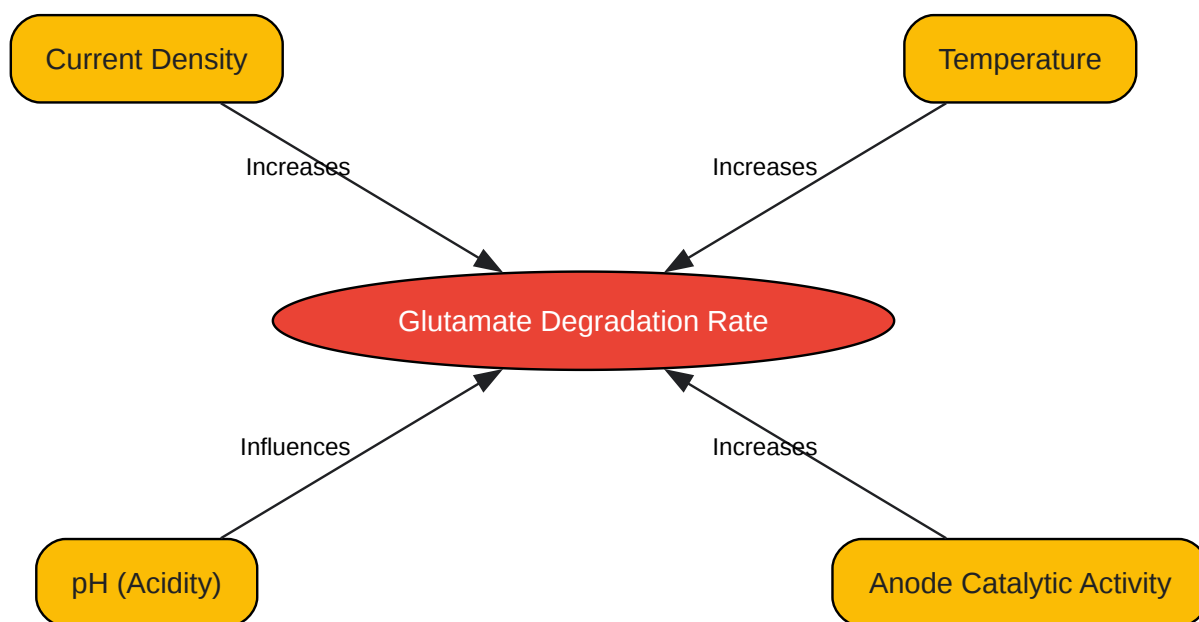 Current Density
Temperature
Increases
Increases
Glutamate Degradation Rate
Influences
Increases
pH (Acidity)
Anode Catalytic Activity